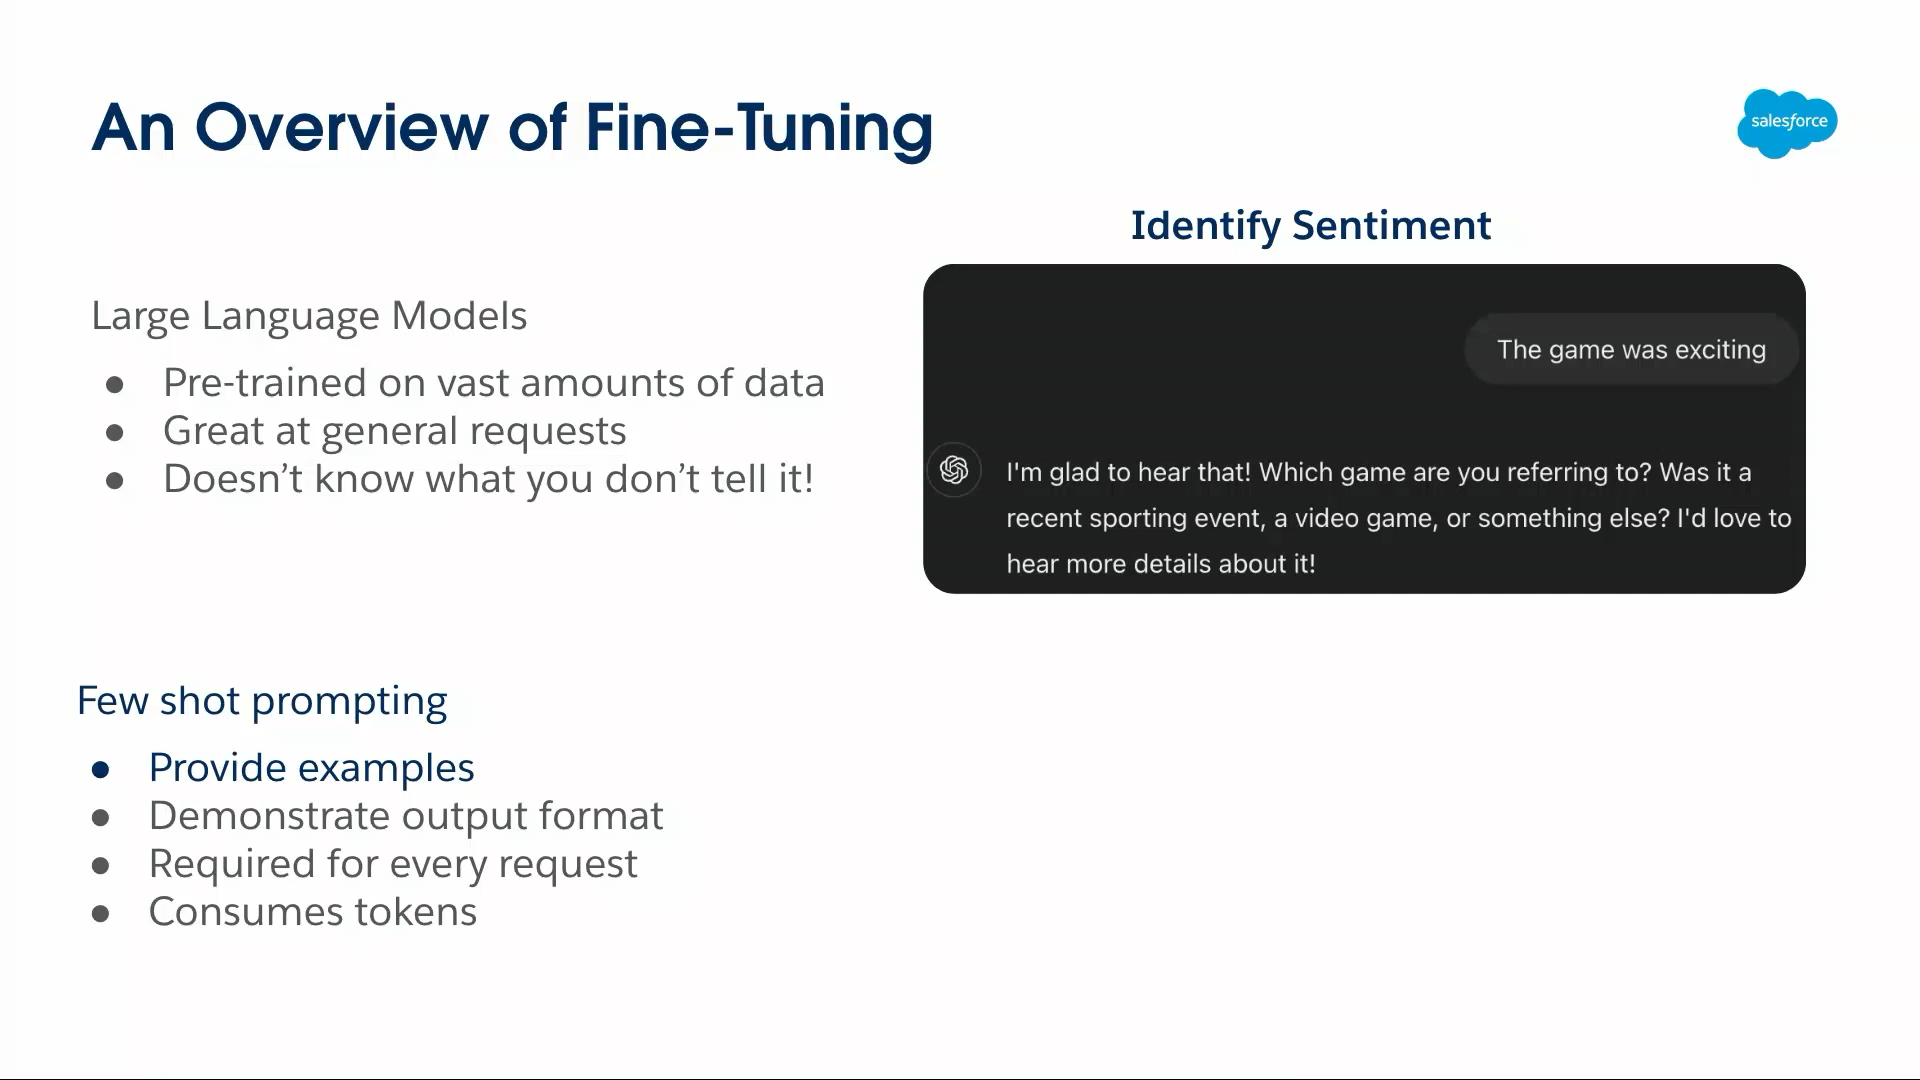 An Overview of Fine-Tuning
salesforce
Identify Sentiment
Large Language Models
● Pre-trained on vast amounts of data
● Great at general requests
● Doesn’t know what you don’t tell it!
The game was exciting
I'm glad to hear that! Which game are you referring to? Was it a
recent sporting event, a video game, or something else? I'd love to
hear more details about it!
Few shot prompting
● Provide examples
● Demonstrate output format
● Required for every request
● Consumes tokens